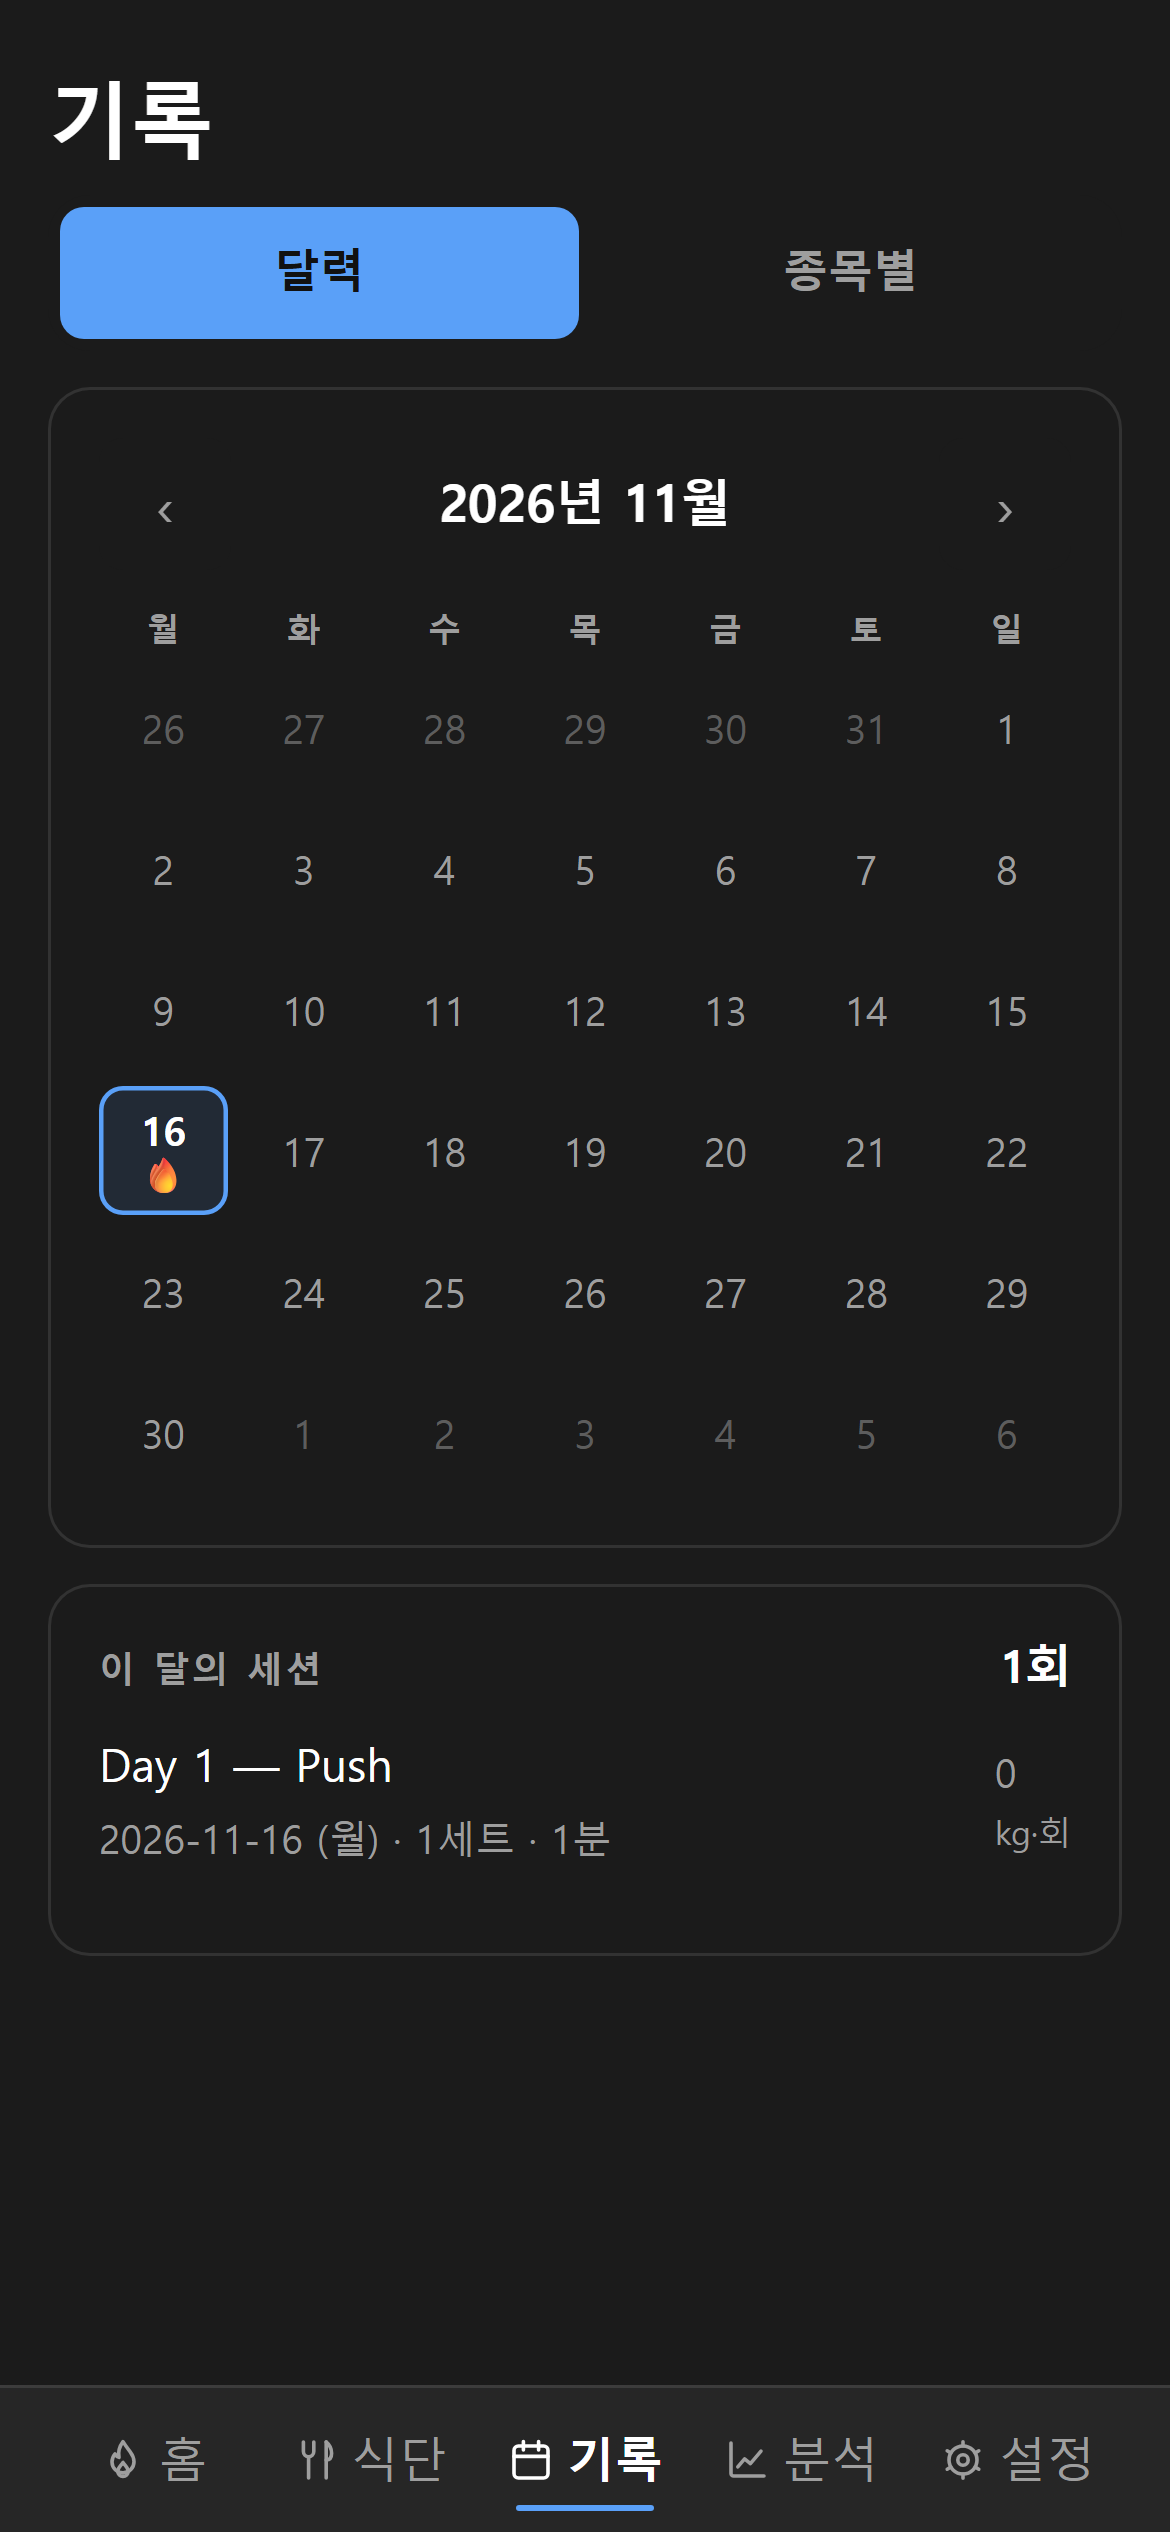 기록
달력 종목별
‹ 2026년 11월 ›
월 화 수 목 금 토 일
26 27 28 29 30 31 1
2 3 4 5 6 7 8
9 10 11 12 13 14 15
16 17 18 19 20 21 22
23 24 25 26 27 28 29
30 1 2 3 4 5 6
이 달의 세션 1회
Day 1 — Push 0
2026-11-16 (월) · 1세트 · 1분 kg·회
홈 식단 기록 분석 설정